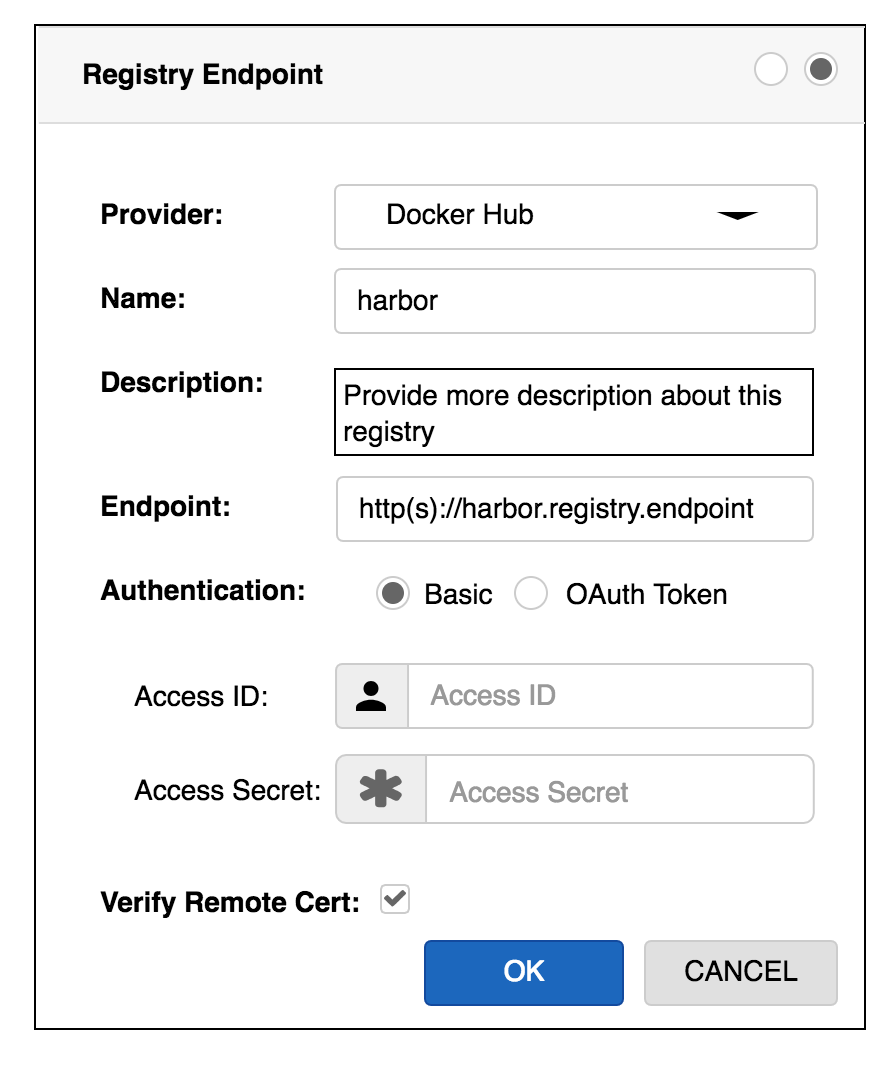 Registry Endpoint
Provider: Docker Hub
Name: harbor
Description: Provide more description about this
registry
Endpoint: http(s)://harbor.registry.endpoint
Authentication: Basic OAuth Token
Access ID: Access ID
Access Secret: Access Secret
Verify Remote Cert:
OK CANCEL